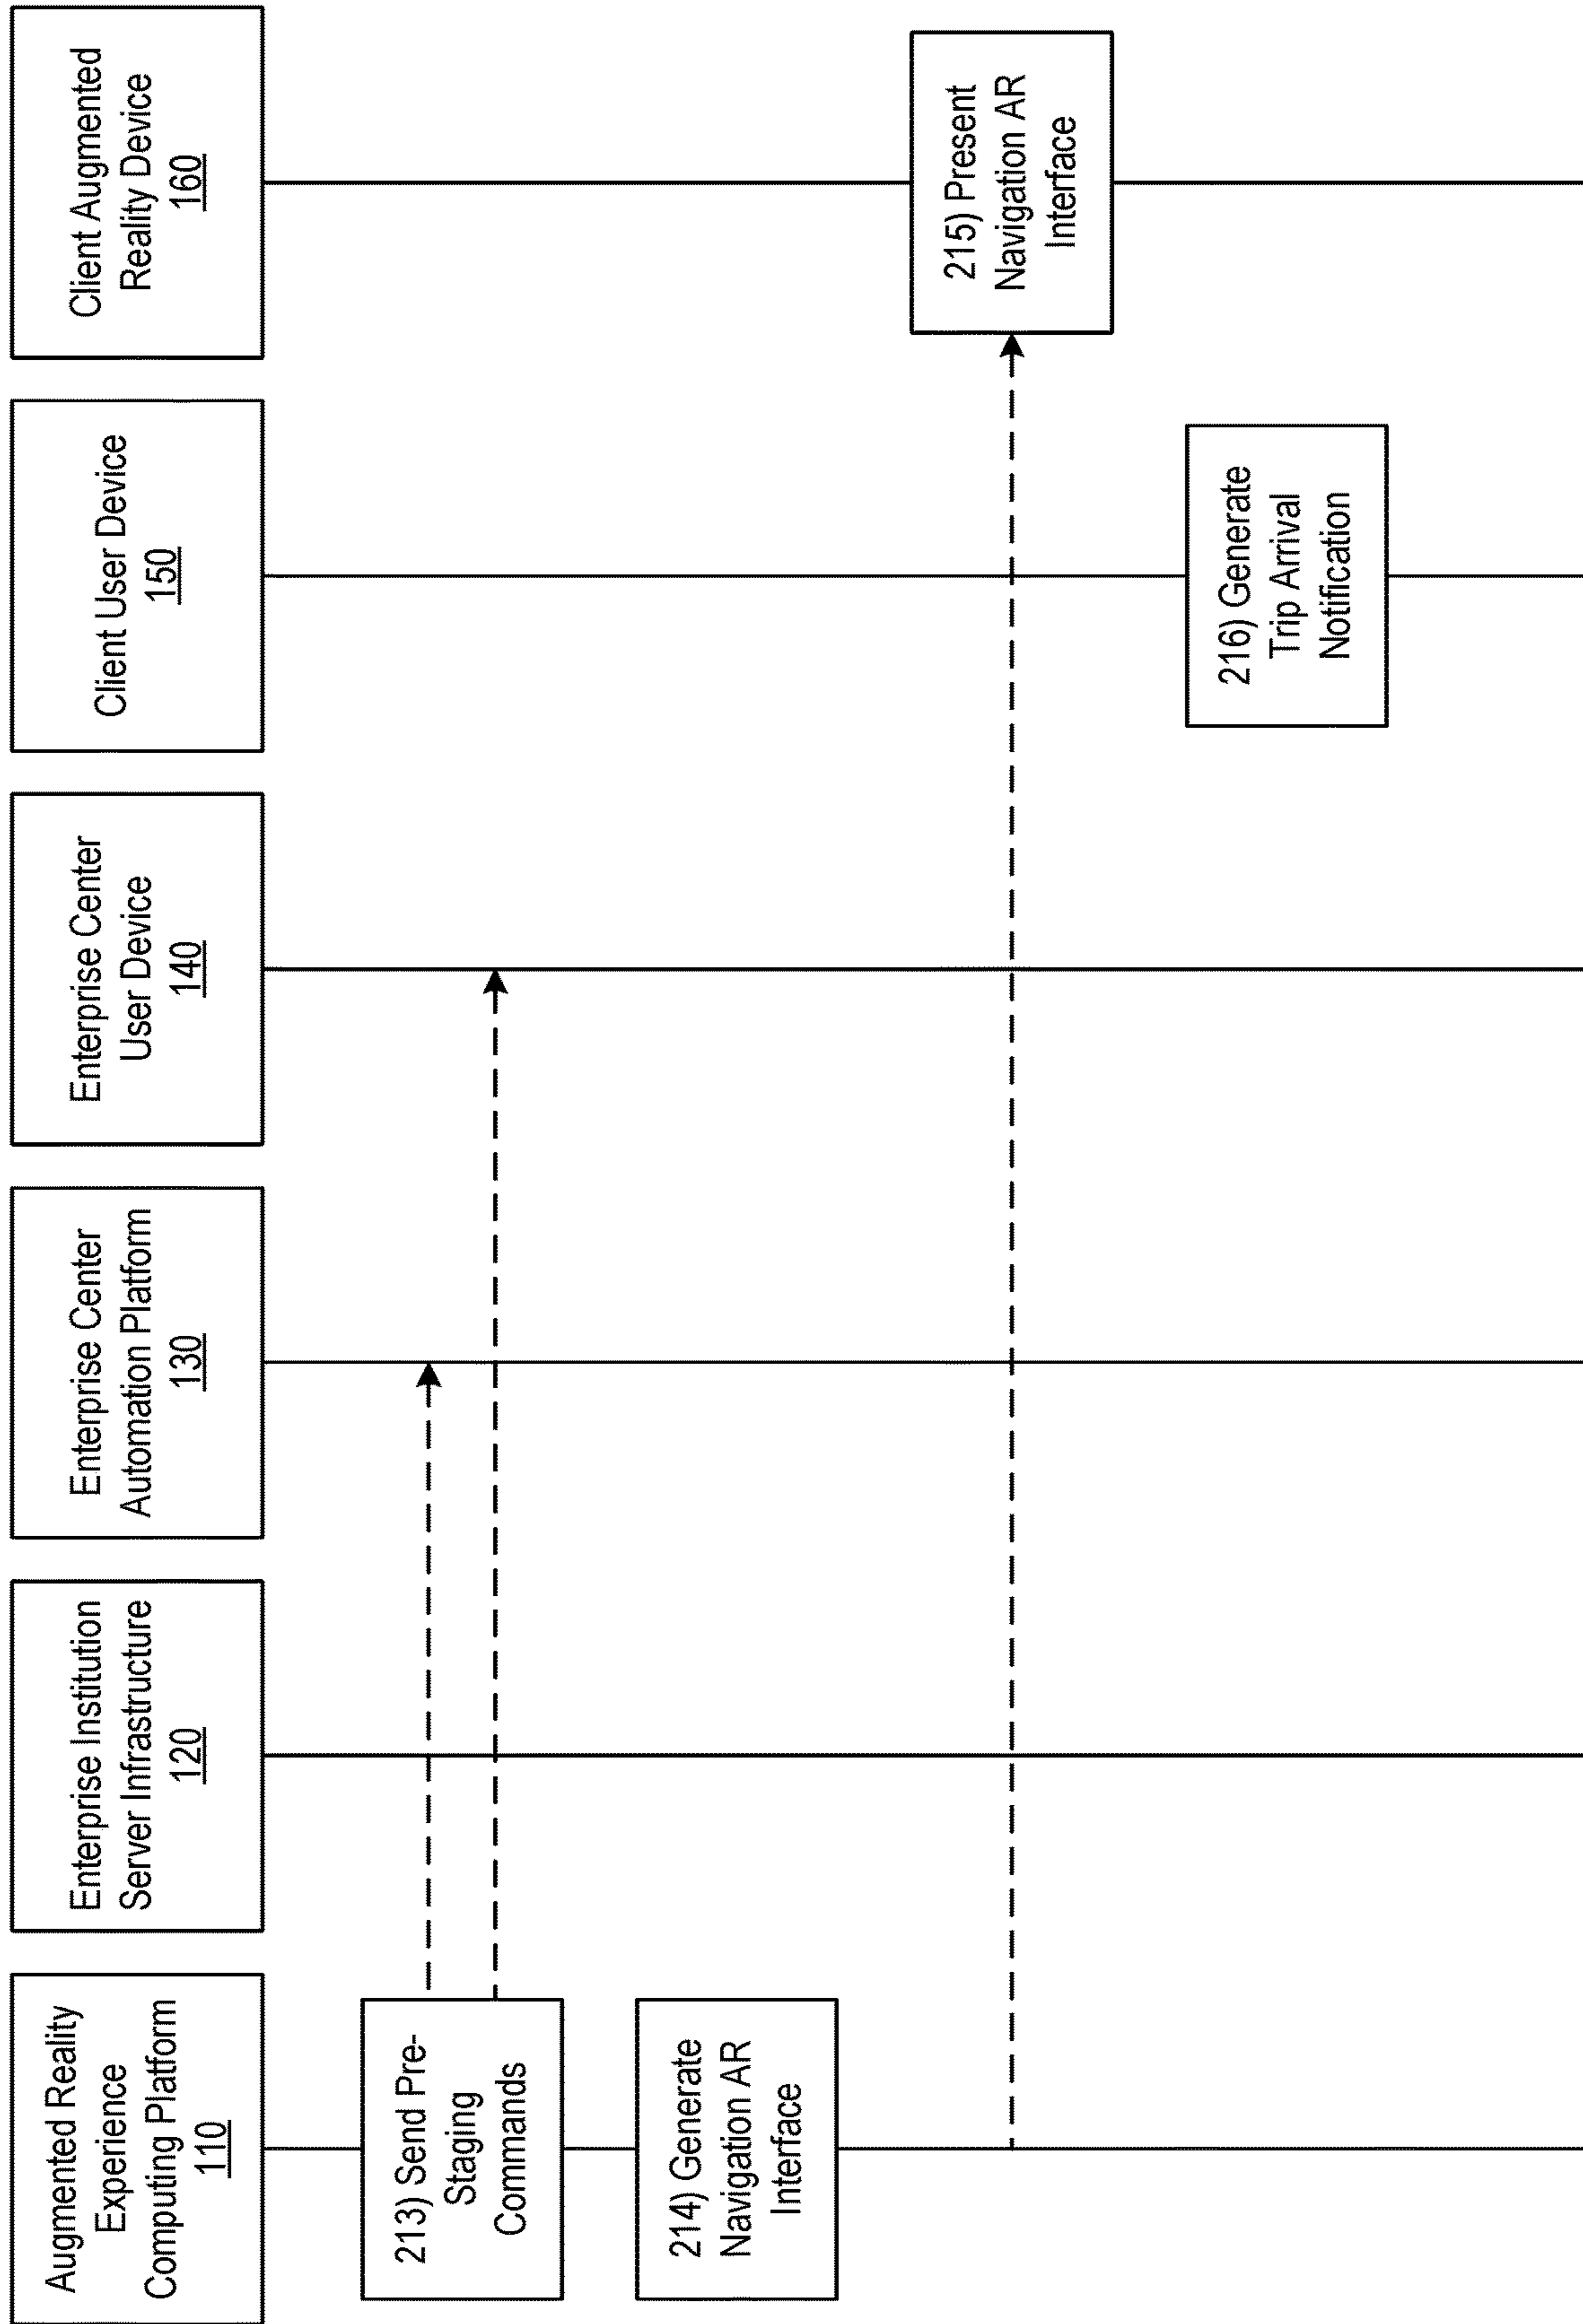 Augmented Reality
Experience
Computing Platform
110
Enterprise Institution
Server Infrastructure
120
Enterprise Center
Automation Platform
130
Enterprise Center
User Device
140
Client User Device
150
Client Augmented
Reality Device
160
213) Send Pre-
Staging
Commands
214) Generate
Navigation AR
Interface
215) Present
Navigation AR
Interface
216) Generate
Trip Arrival
Notification